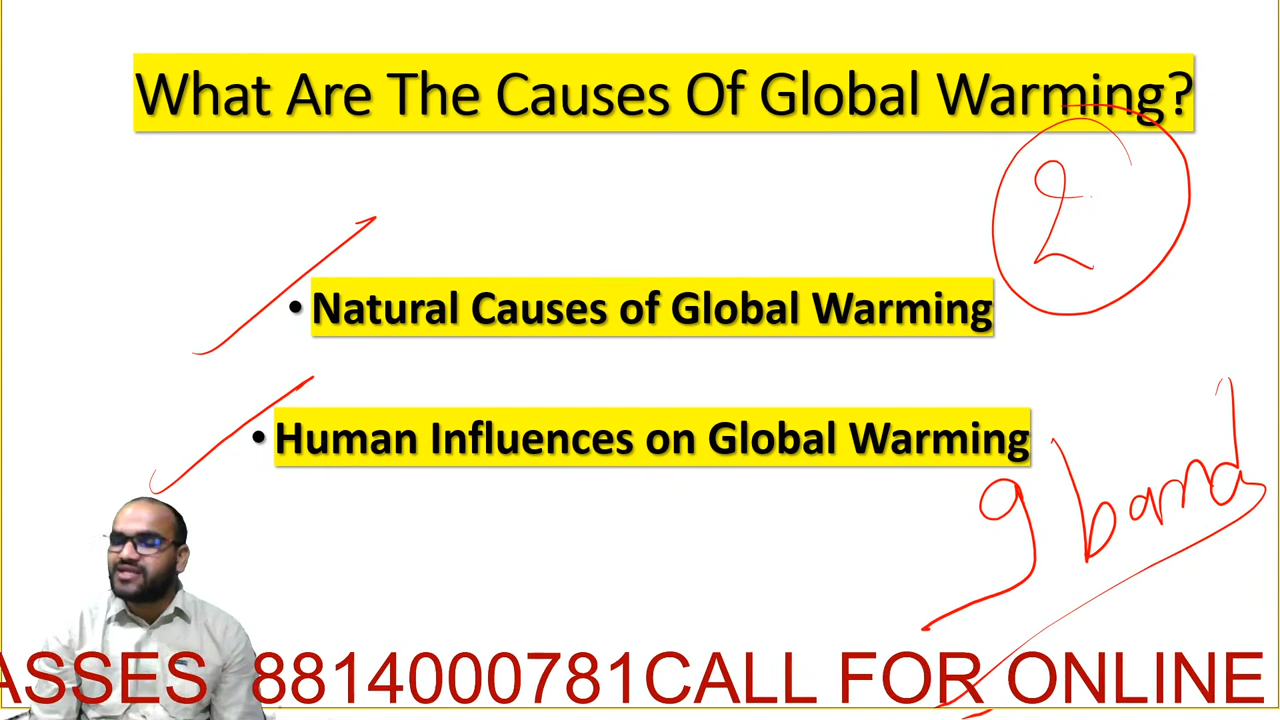 What Are The Causes Of Global Warming?
2
• Natural Causes of Global Warming
• Human Influences on Global Warming
9 band
ASSES 8814000781CALL FOR ONLINE